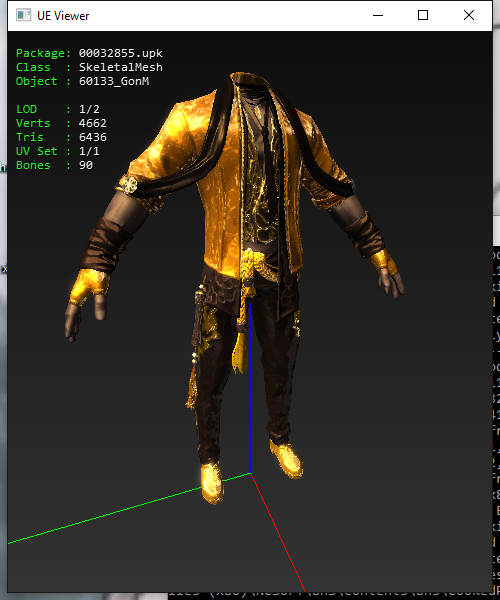 UE Viewer
Package: 00032855.upk
Class : SkeletalMesh
Object : 60133_GonM
LOD : 1/2
Verts : 4662
Tris : 6436
UV Set : 1/1
Bones : 90